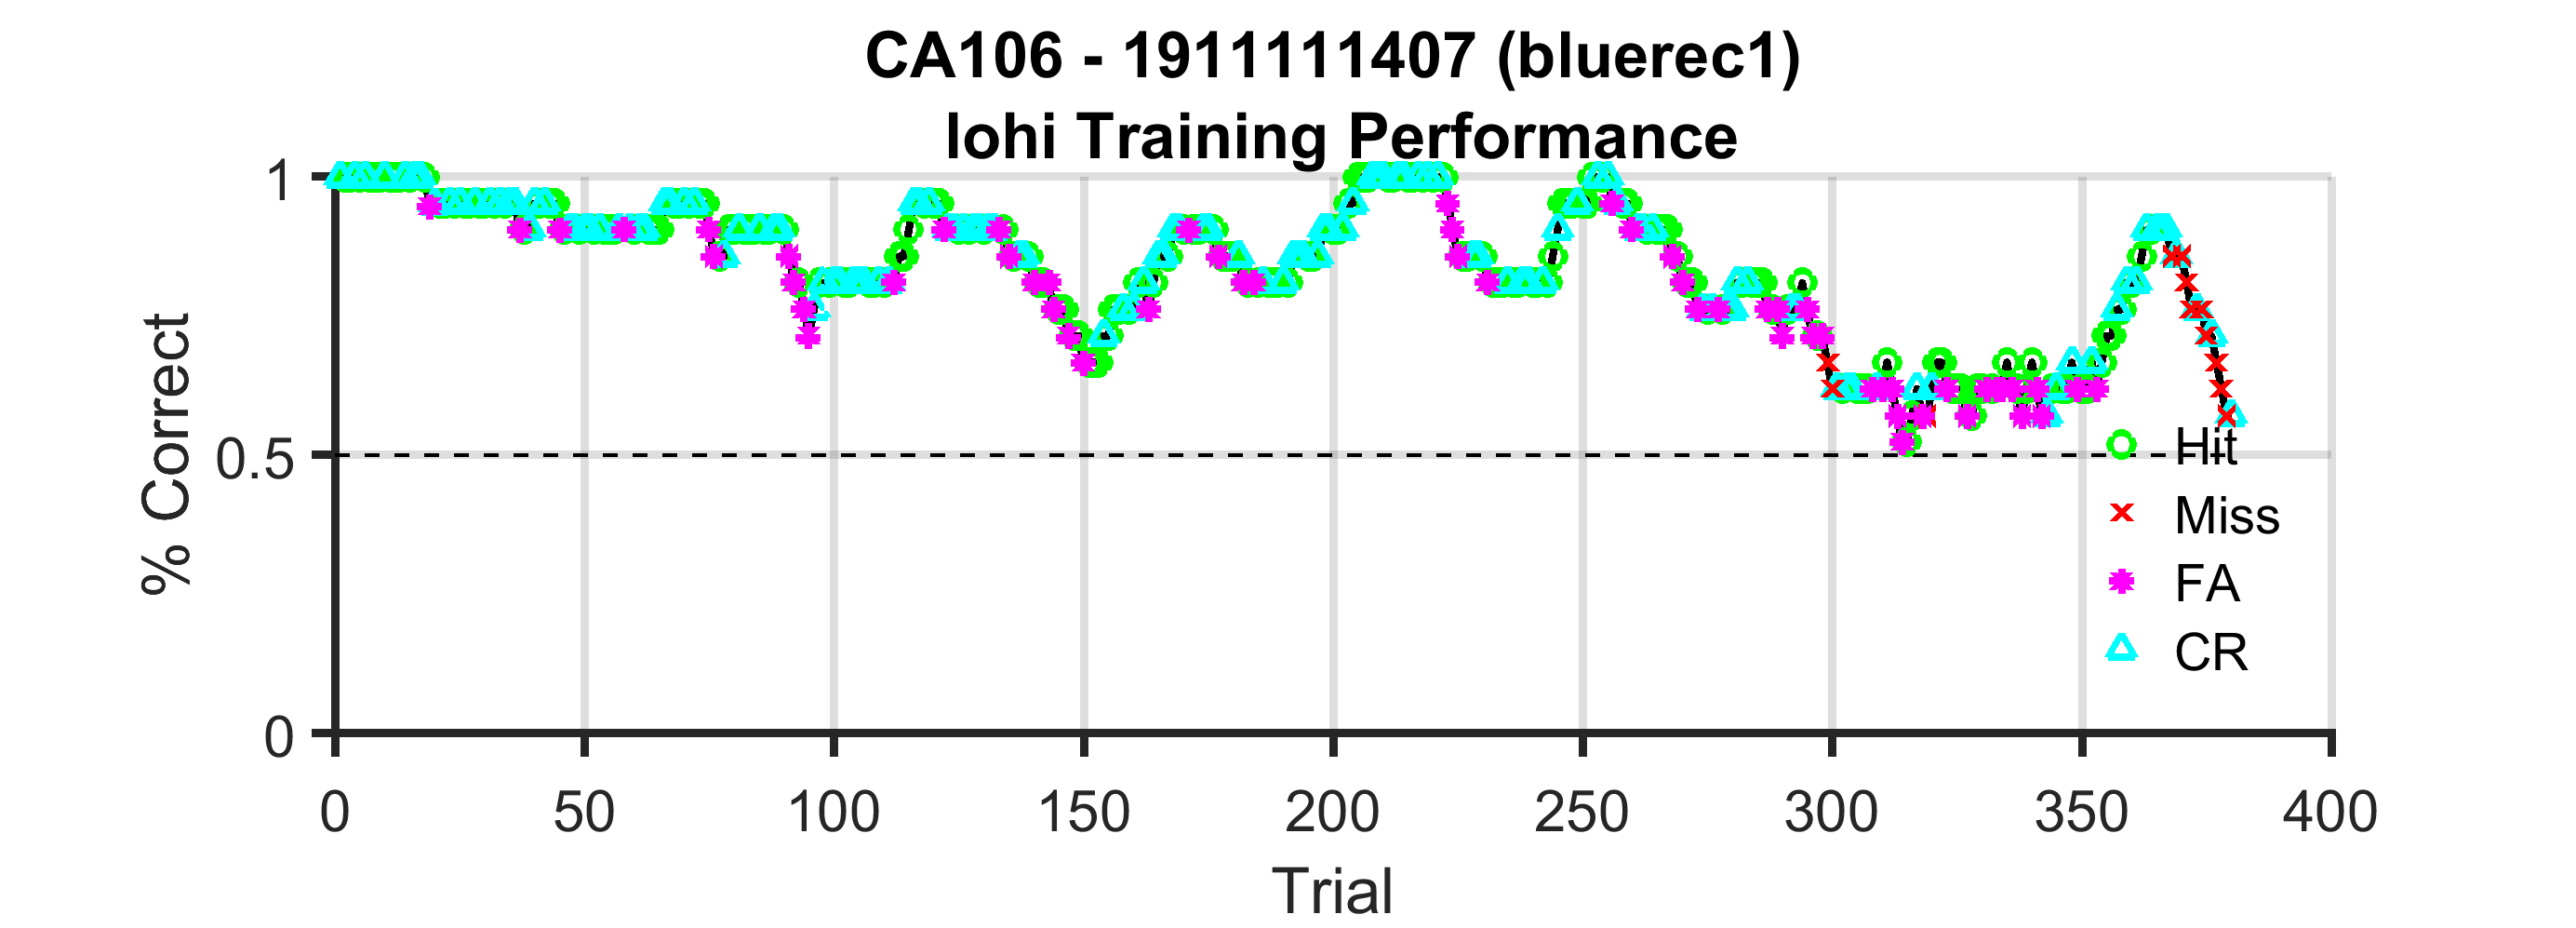 CA106 - 1911111407 (bluerec1)
lohi Training Performance
% Correct
1
0.5
0
0 50 100 150 200 250 300 350 400
Trial
Hit
Miss
FA
CR